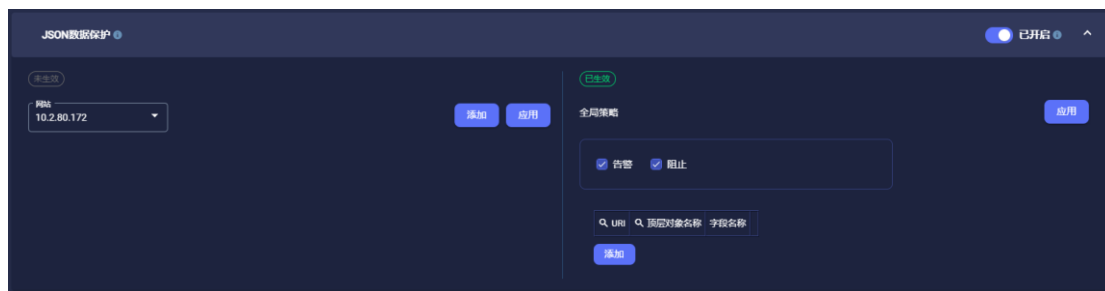 JSON数据保护
已开启
未生效
网站
10.2.80.172
添加 应用
已生效
全局策略
应用
告警 阻止
URI 顶层对象名称 字段名称
添加